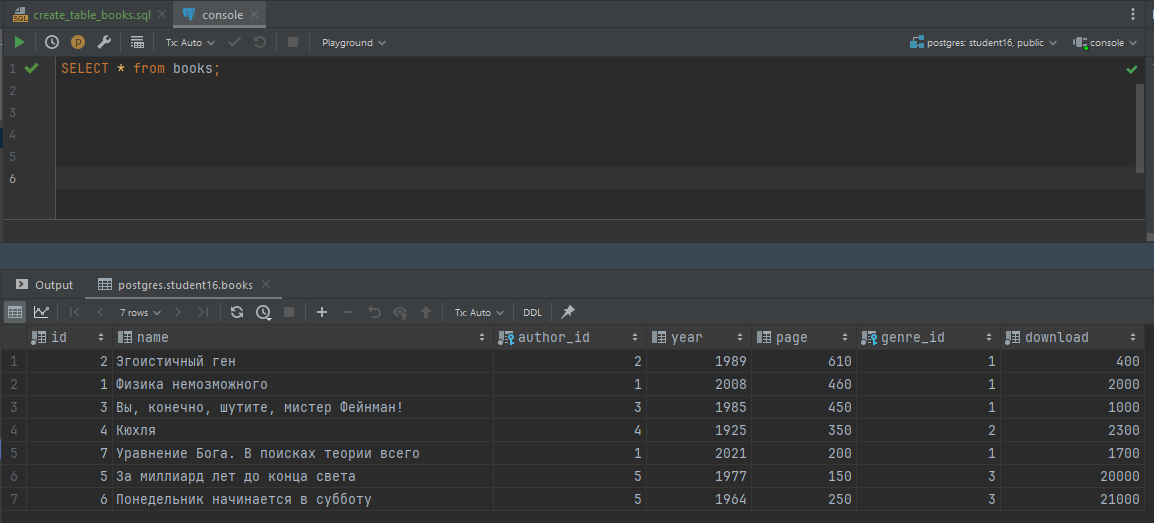 create_table_books.sql console
Tx: Auto Playground postgres: student16, public console
1 SELECT * from books;
2
3
4
5
6
Output postgres.student16.books
7 rows Tx: Auto DDL
id name author_id year page genre_id download
1 2 Эгоистичный ген 2 1989 610 1 400
2 1 Физика немозможного 1 2008 460 1 2000
3 3 Вы, конечно, шутите, мистер Фейнман! 3 1985 450 1 1000
4 4 Кюхля 4 1925 350 2 2300
5 7 Уравнение Бога. В поисках теории всего 1 2021 200 1 1700
6 5 За миллиард лет до конца света 5 1977 150 3 20000
7 6 Понедельник начинается в субботу 5 1964 250 3 21000